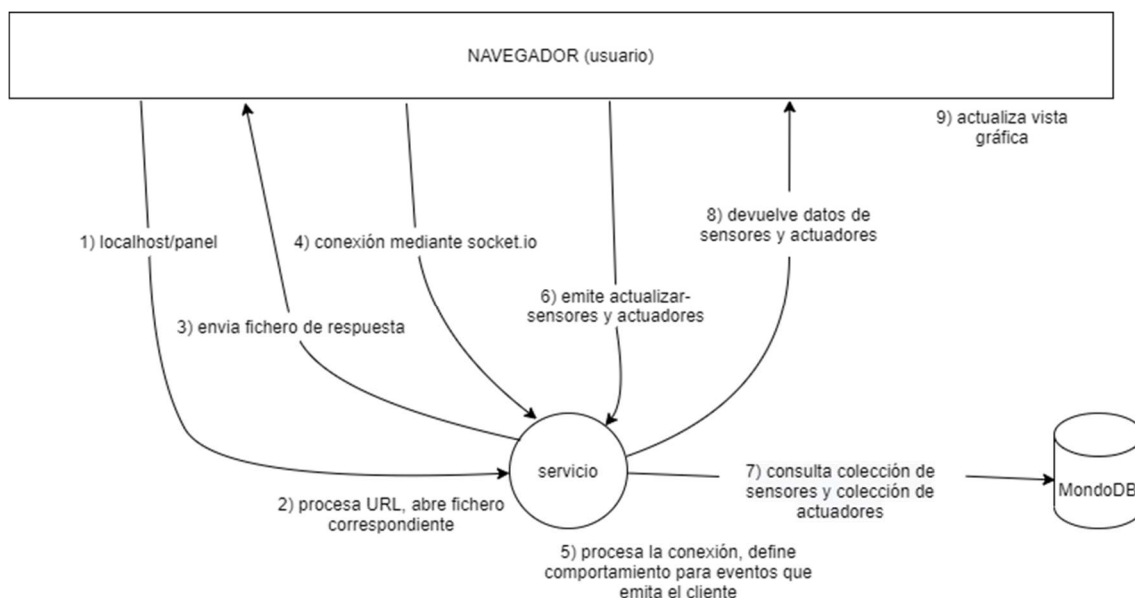 NAVEGADOR (usuario)
9) actualiza vista
gráfica
8) devuelve datos de
sensores y actuadores
1) localhost/panel
4) conexión mediante socket.io
6) emite actualizar-
sensores y actuadores
3) envia fichero de respuesta
servicio
7) consulta colección de
sensores y colección de
actuadores
MondoDB
2) procesa URL, abre fichero
correspondiente
5) procesa la conexión, define
comportamiento para eventos que
emita el cliente